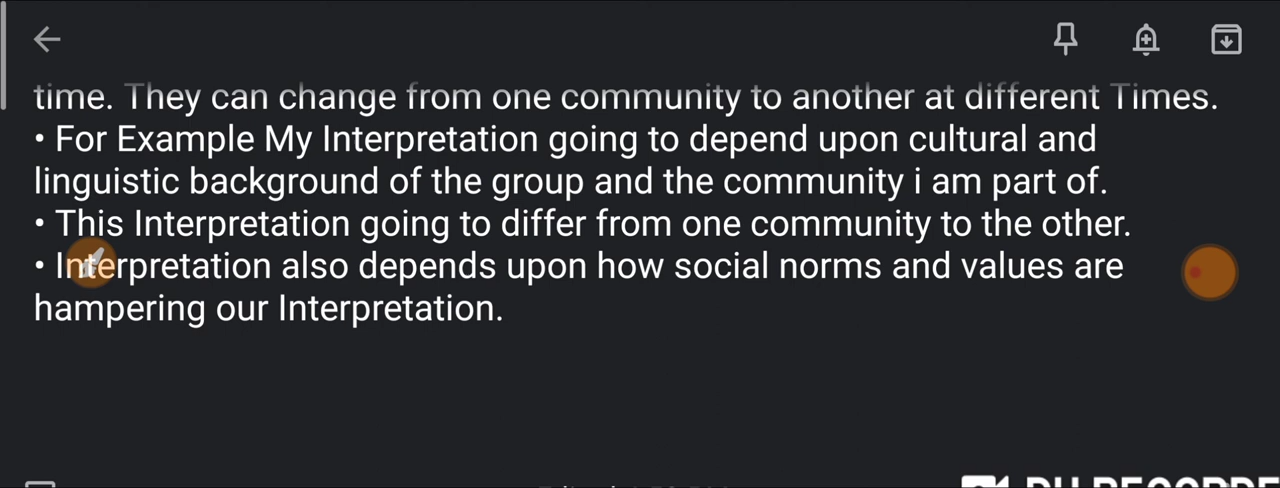 time. They can change from one community to another at different Times.
• For Example My Interpretation going to depend upon cultural and
linguistic background of the group and the community i am part of.
• This Interpretation going to differ from one community to the other.
• Interpretation also depends upon how social norms and values are
hampering our Interpretation.